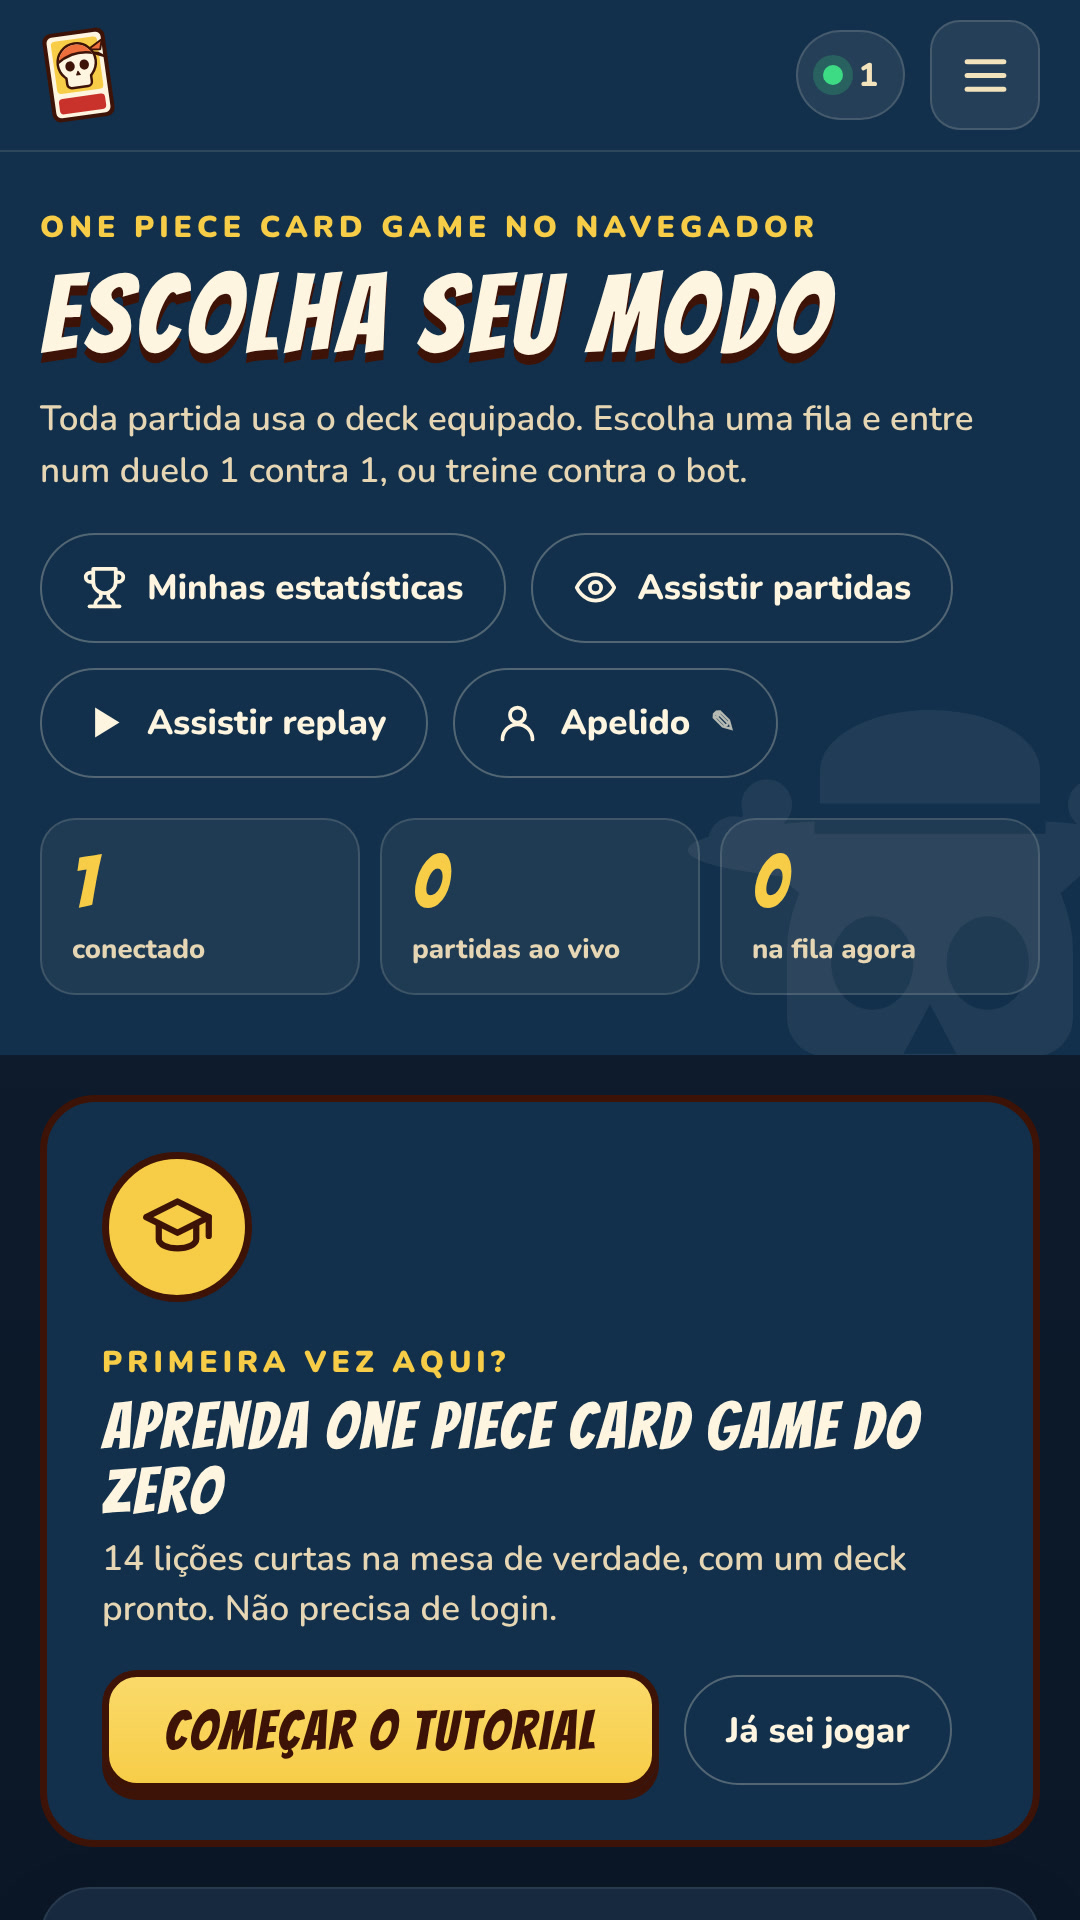 1
ONE PIECE CARD GAME NO NAVEGADOR
ESCOLHA SEU MODO
Toda partida usa o deck equipado. Escolha uma fila e entre
num duelo 1 contra 1, ou treine contra o bot.
Minhas estatísticas
Assistir partidas
Assistir replay
Apelido
1
conectado
0
partidas ao vivo
0
na fila agora
PRIMEIRA VEZ AQUI?
APRENDA ONE PIECE CARD GAME DO
ZERO
14 lições curtas na mesa de verdade, com um deck
pronto. Não precisa de login.
COMEÇAR O TUTORIAL
Já sei jogar